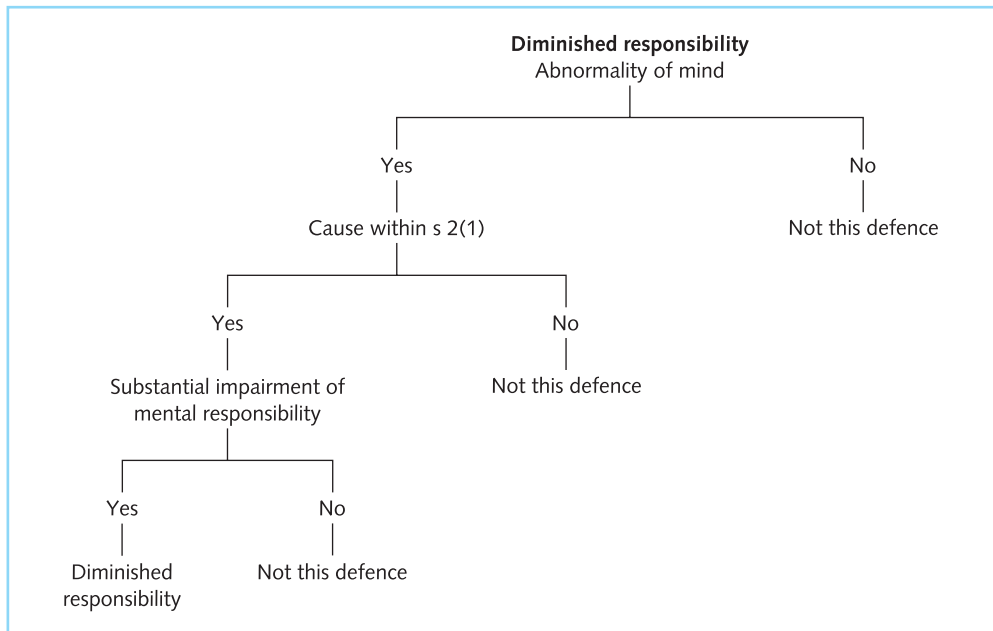 Diminished responsibility
Abnormality of mind
Yes
No
Cause within s 2(1)
Not this defence
Yes
No
Substantial impairment of
mental responsibility
Not this defence
Yes
No
Diminished
responsibility
Not this defence